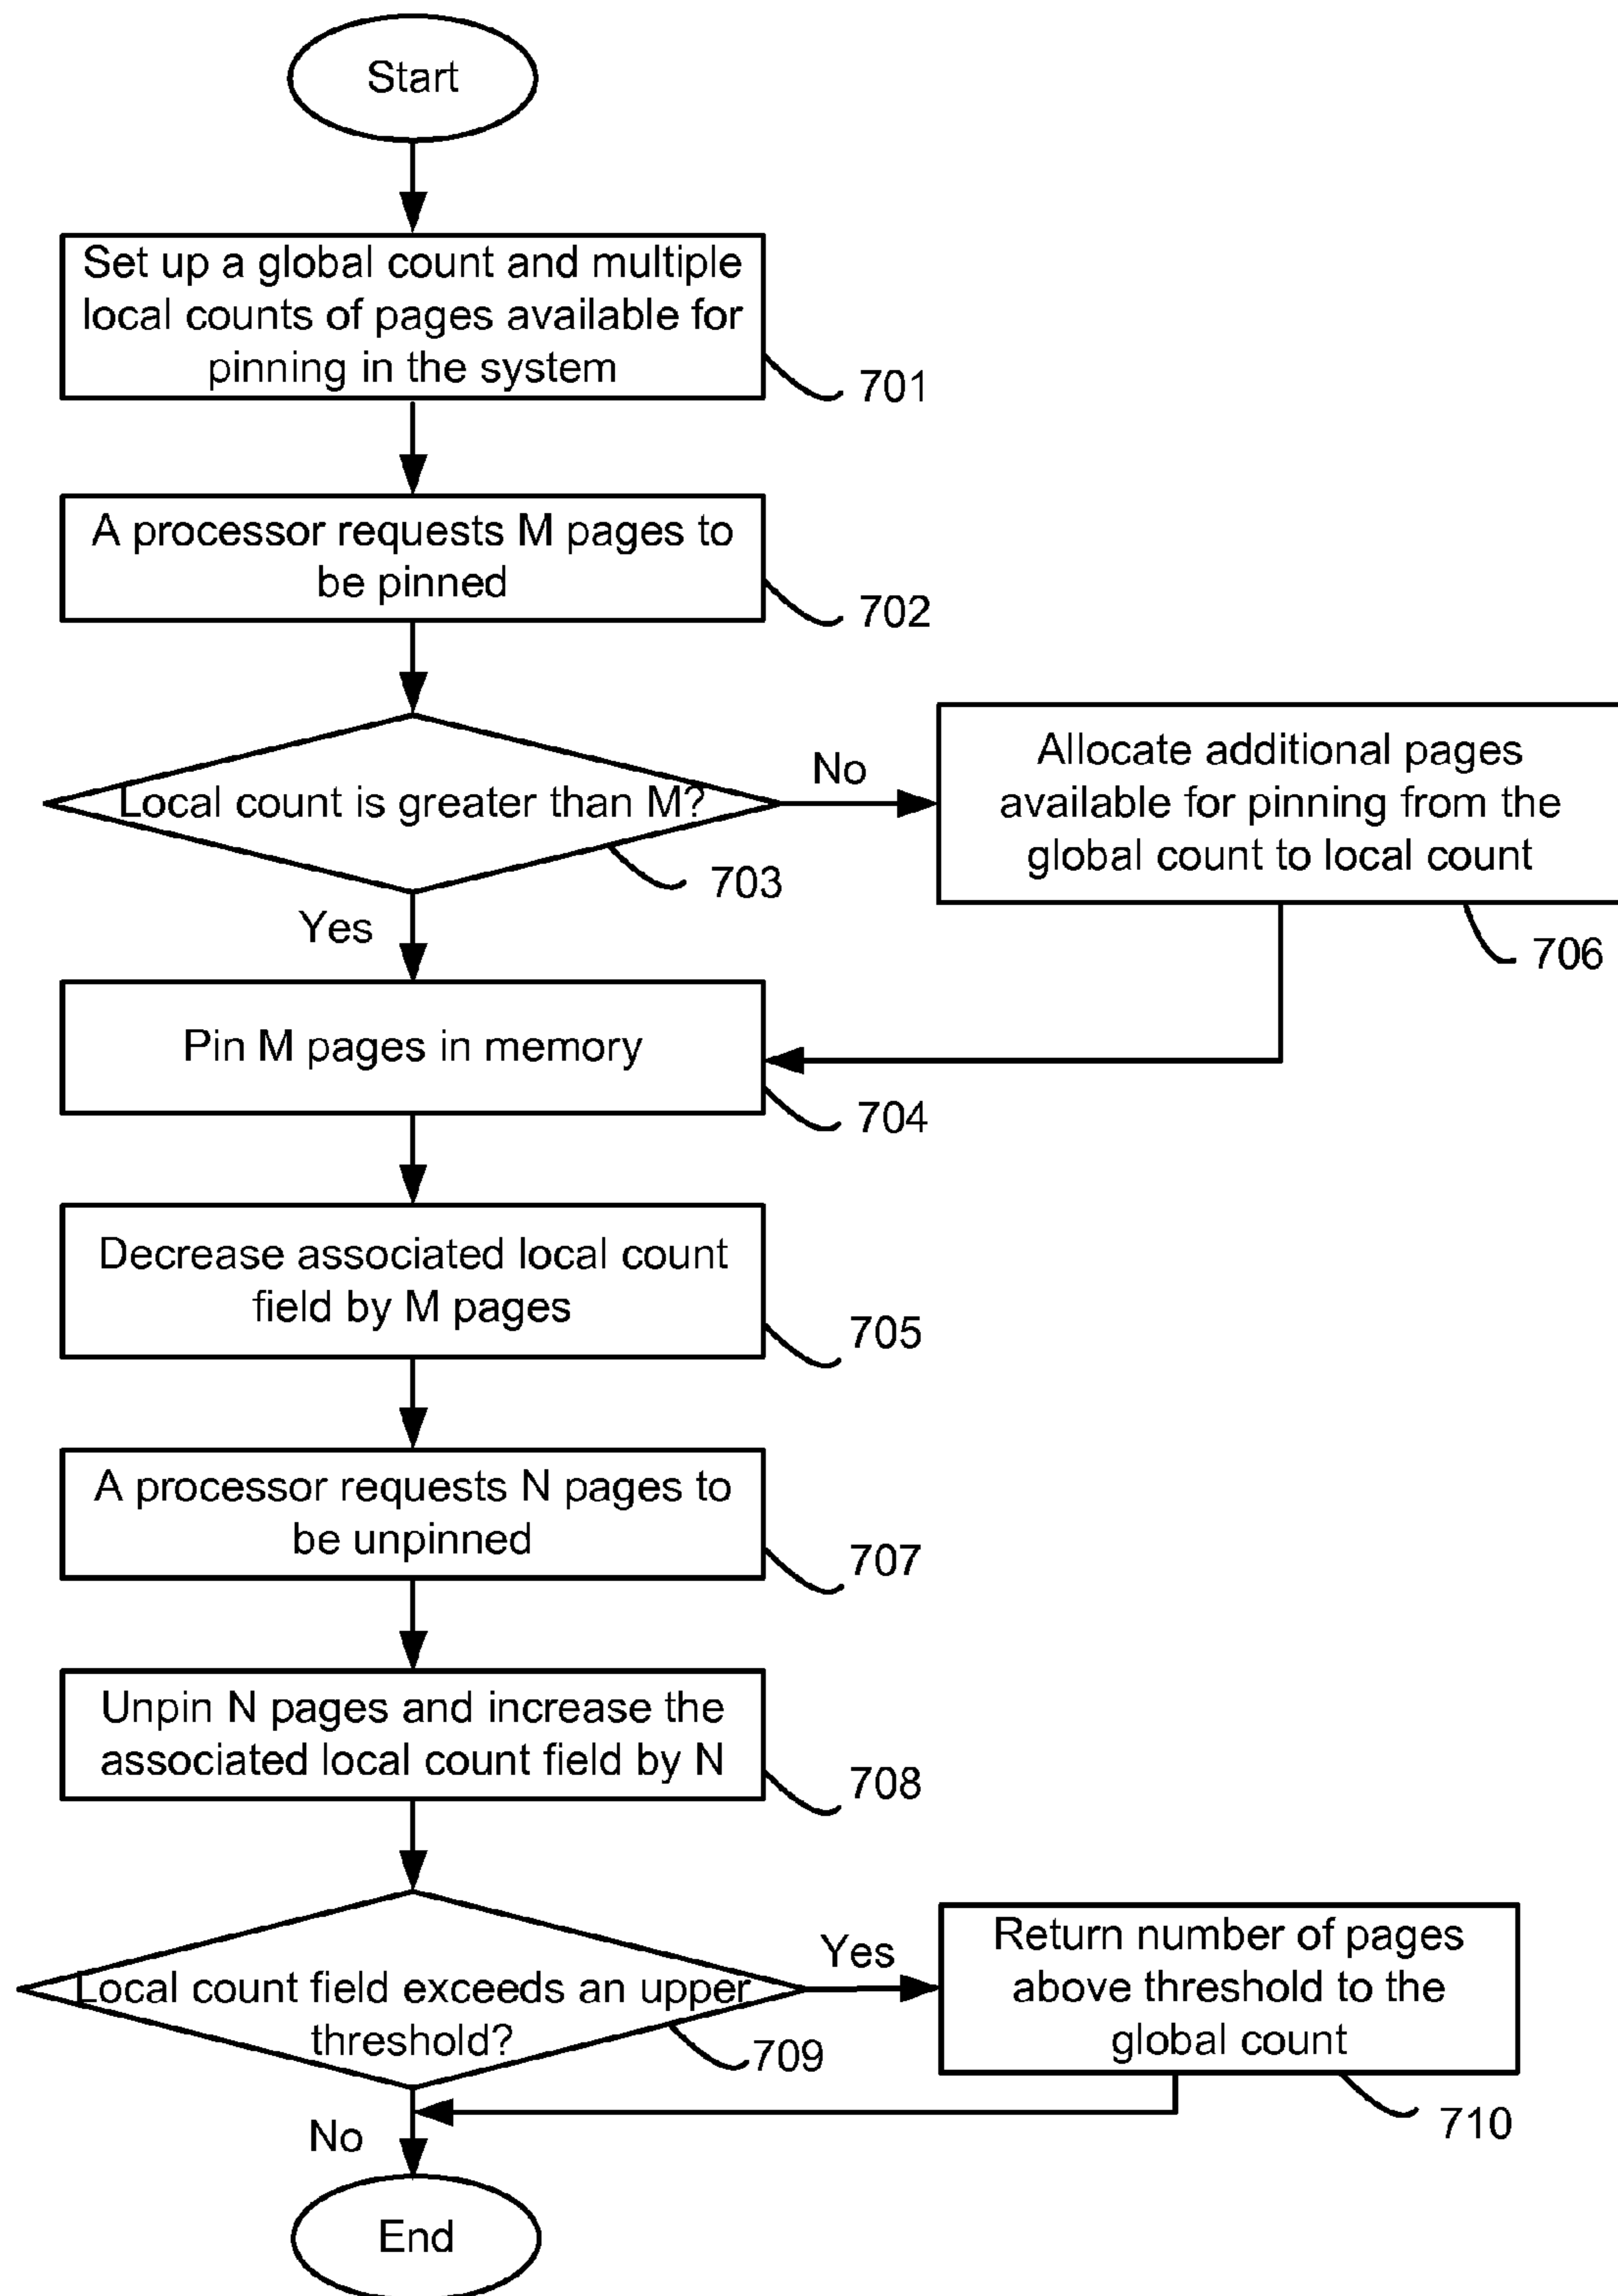 Start
Set up a global count and multiple
local counts of pages available for
pinning in the system
701
A processor requests M pages to
be pinned
702
Local count is greater than M?
703
No
Yes
Allocate additional pages
available for pinning from the
global count to local count
706
Pin M pages in memory
704
Decrease associated local count
field by M pages
705
A processor requests N pages to
be unpinned
707
Unpin N pages and increase the
associated local count field by N
708
Local count field exceeds an upper
threshold?
709
Yes
Return number of pages
above threshold to the
global count
710
No
End